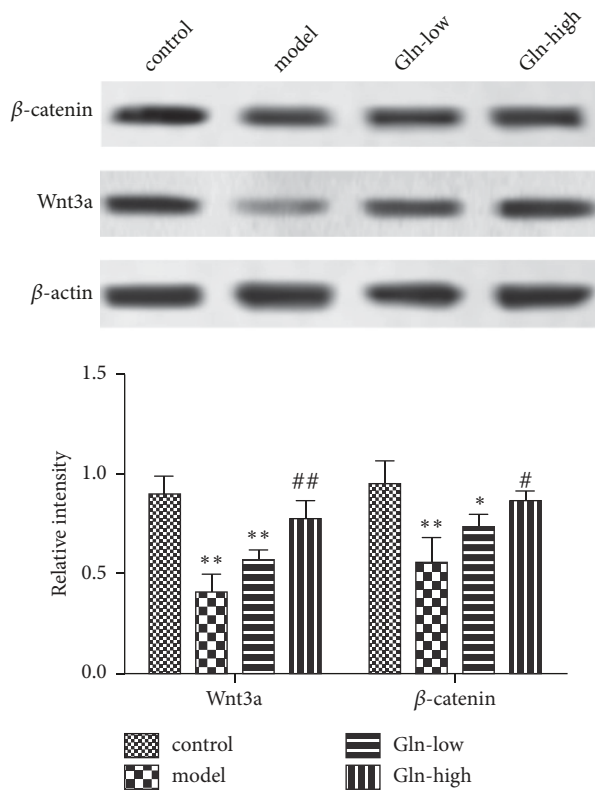 control model Gln-low Gln-high
β-catenin
Wnt3a
β-actin
1.5
1.0
0.5
0.0
Relative intensity
** ** ## ** * #
Wnt3a β-catenin
control Gln-low
model Gln-high